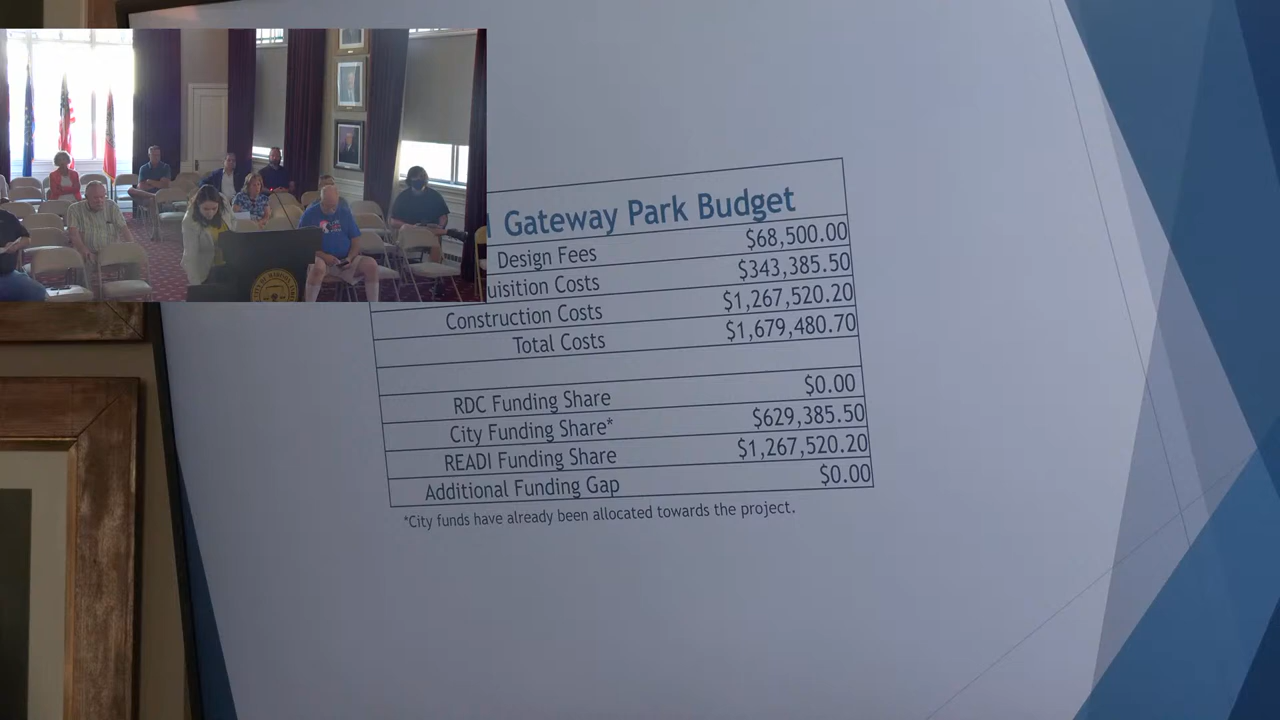 Gateway Park Budget
Design Fees $68,500.00
uisition Costs $343,385.50
Construction Costs $1,267,520.20
Total Costs $1,679,480.70
RDC Funding Share $0.00
City Funding Share* $629,385.50
READI Funding Share $1,267,520.20
Additional Funding Gap $0.00
*City funds have already been allocated towards the project.